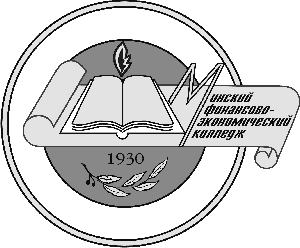 Минский
финансово-
экономический
колледж
1930